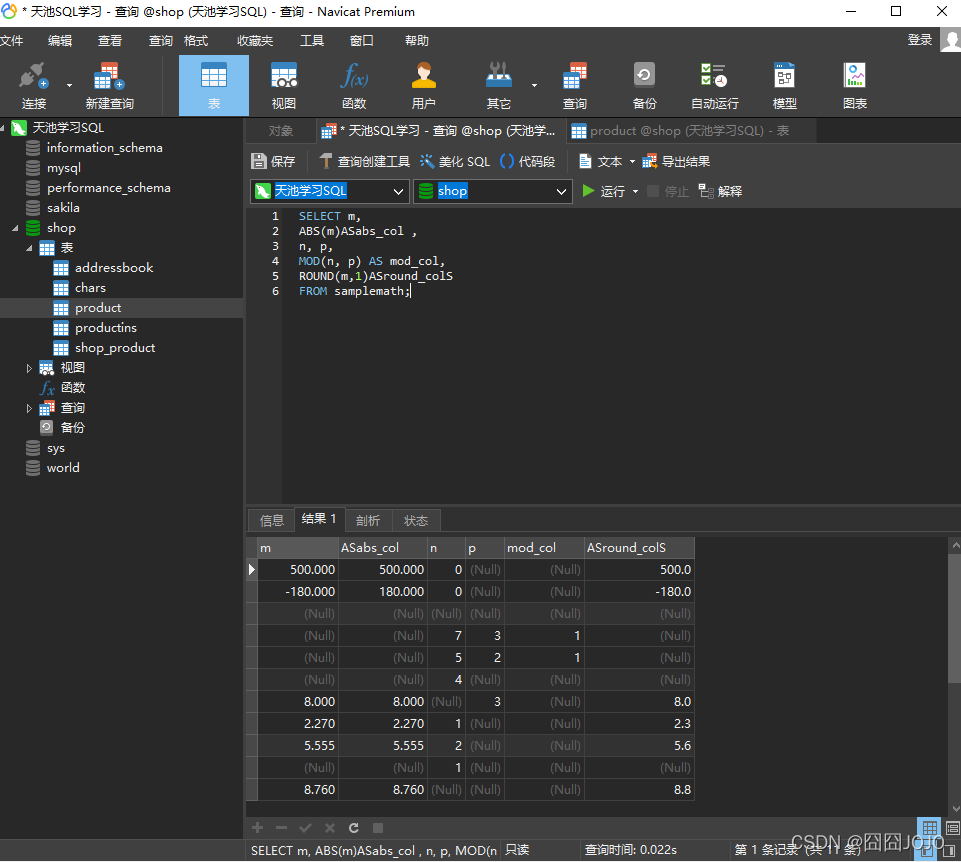 * 天池SQL学习 - 查询 @shop (天池SQL学习) - 查询 - Navicat Premium
文件 编辑 查看 查询 格式 收藏夹 工具 窗口 帮助 登录
连接 新建查询 表 视图 函数 用户 其它 查询 备份 自动运行 模型 图表
天池学习SQL
information_schema
mysql
performance_schema
sakila
shop
表
addressbook
chars
product
productins
shop_product
视图
函数
查询
备份
sys
world
对象 * 天池SQL学习 - 查询 @shop (天池学... product @shop (天池学习SQL) - 表
保存 查询创建工具 美化 SQL 代码段 文本 导出结果
天池学习SQL shop 运行 停止 解释
1 SELECT m,
2 ABS(m)ASabs_col ,
3 n, p,
4 MOD(n, p) AS mod_col,
5 ROUND(m,1)ASround_colS
6 FROM samplemath;
信息 结果 1 剖析 状态
m ASabs_col n p mod_col ASround_colS
500.000 500.000 0 (Null) (Null) 500.0
-180.000 180.000 0 (Null) (Null) -180.0
(Null) (Null) (Null) (Null) (Null) (Null)
(Null) (Null) 7 3 1 (Null)
(Null) (Null) 5 2 1 (Null)
(Null) (Null) 4 (Null) (Null) (Null)
8.000 8.000 (Null) 3 (Null) 8.0
2.270 2.270 1 (Null) (Null) 2.3
5.555 5.555 2 (Null) (Null) 5.6
(Null) (Null) 1 (Null) (Null) (Null)
8.760 8.760 (Null) (Null) (Null) 8.8
SELECT m, ABS(m)ASabs_col , n, p, MOD(n 只读 查询时间: 0.022s 第 1 条记录 (共 11 条)
CSDN @囧囧JOJO